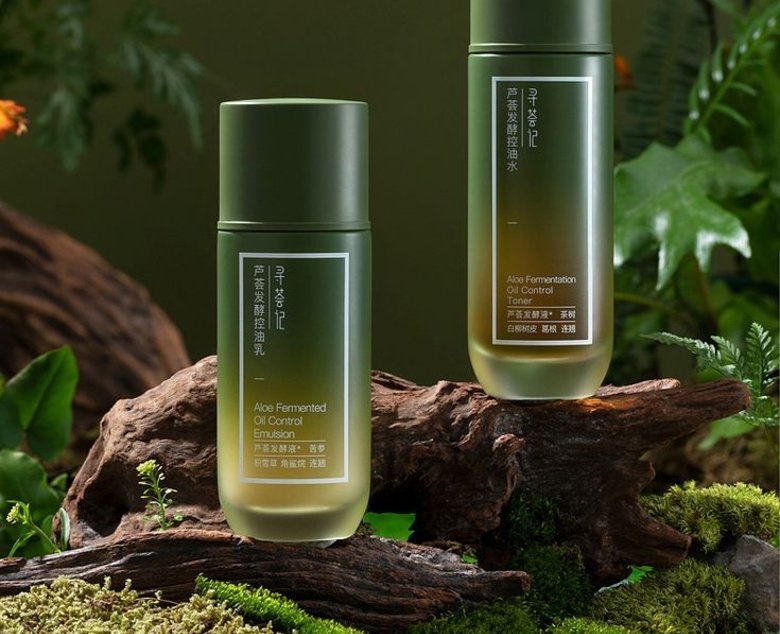 寻荟记
芦荟发酵控油乳
Aloe Fermented
Oil Control
Emulsion
芦荟发酵液* 苦参
积雪草 角鲨烷 连翘
寻荟记
芦荟发酵控油水
Aloe Fermentation
Oil Control
Toner
芦荟发酵液* 茶树
白柳树皮 葛根 连翘